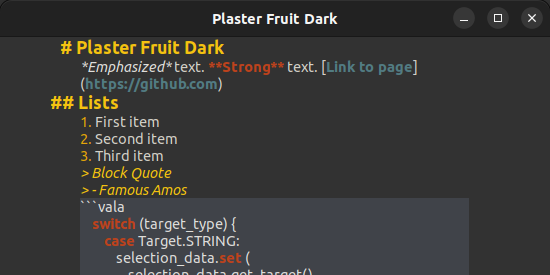 Plaster Fruit Dark
# Plaster Fruit Dark
*Emphasized* text. **Strong** text. [Link to page]
(https://github.com)
## Lists
1. First item
2. Second item
3. Third item
> Block Quote
> - Famous Amos
```vala
switch (target_type) {
case Target.STRING:
selection_data.set (
selection_data.get_target()